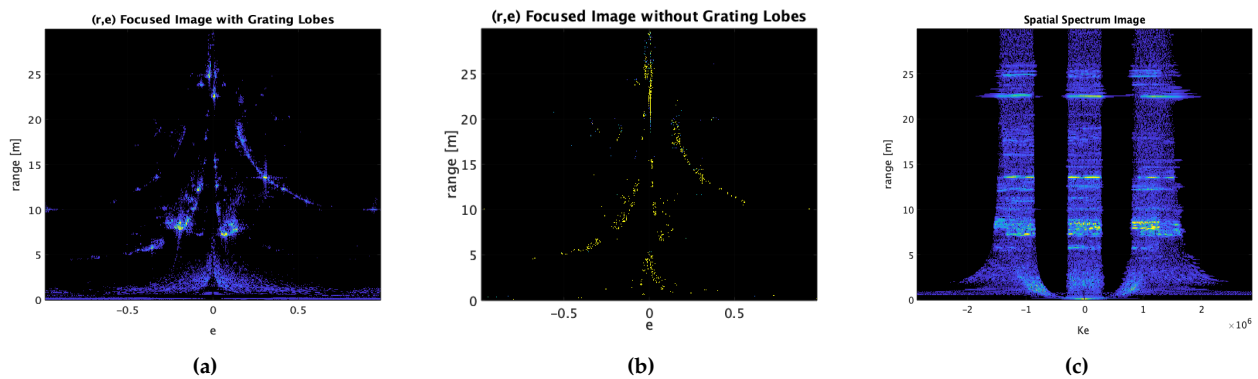 (r,e) Focused Image with Grating Lobes
25
20
15
10
5
0
-0.5
0
0.5
range [m]
e
(a)
(r,e) Focused Image without Grating Lobes
25
20
15
10
5
0
-0.5
0
0.5
range [m]
e
(b)
Spatial Spectrum Image
25
20
15
10
5
0
-2
-1
0
1
2
×10⁶
range [m]
Ke
(c)